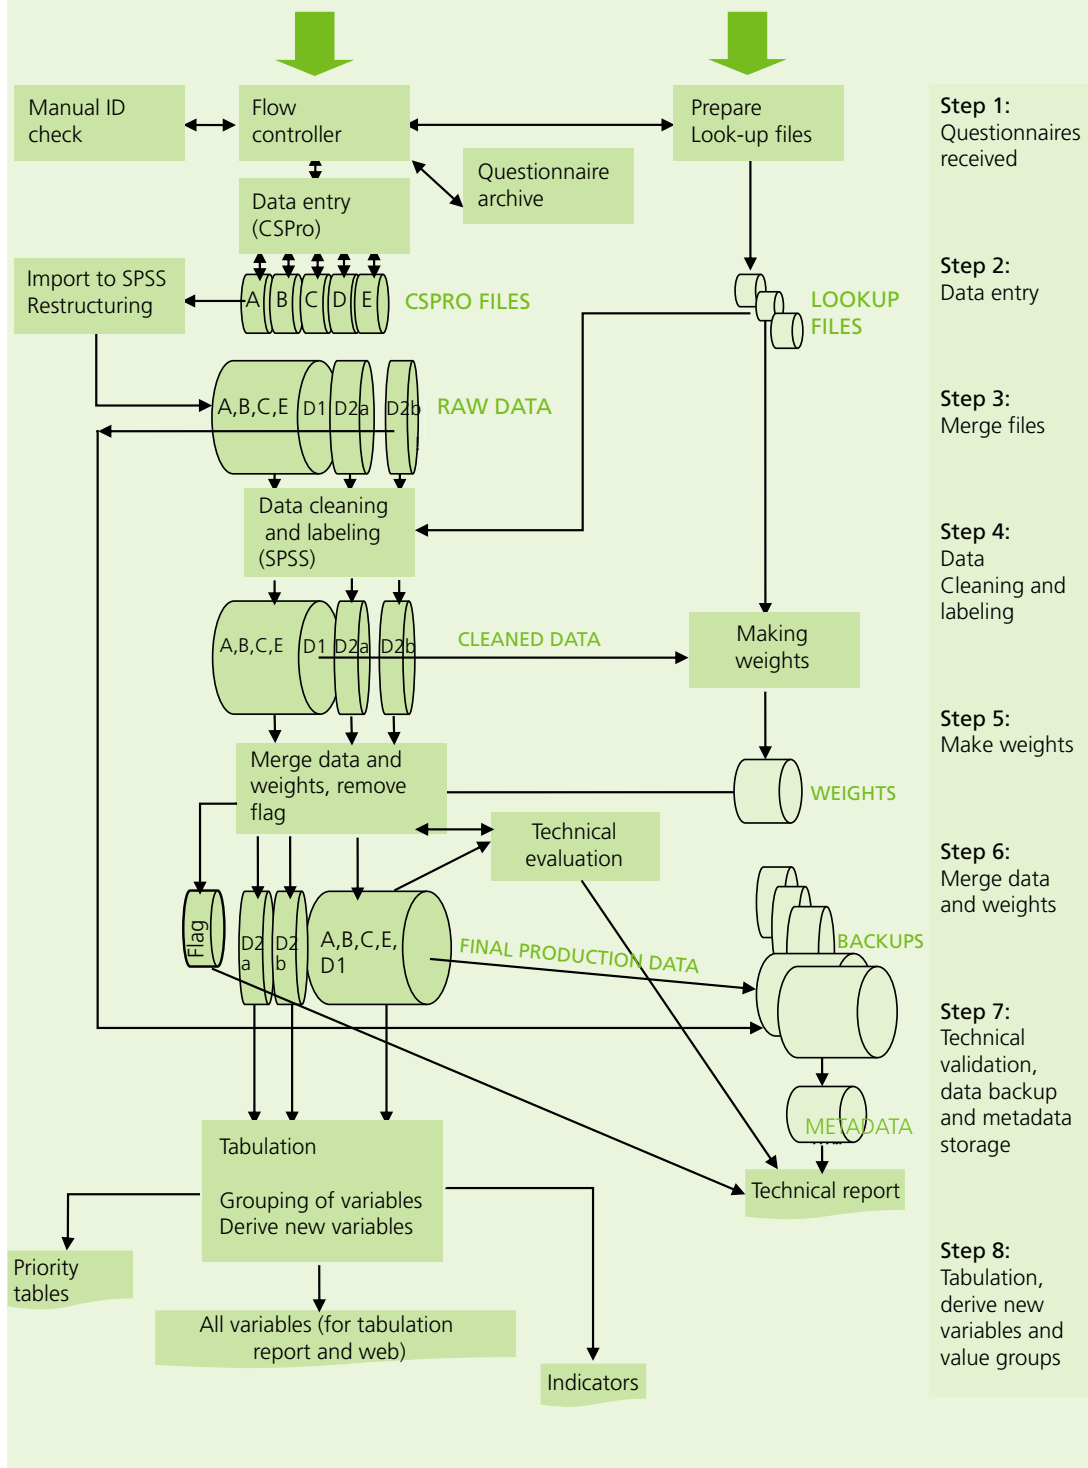 Manual ID
check
Flow
controller
Prepare
Look-up files
Questionnaire
archive
Data entry
(CSPro)
Import to SPSS
Restructuring
A B C D E
CSPRO FILES
LOOKUP
FILES
A,B,C,E D1 D2a D2b
RAW DATA
Data cleaning
and labeling
(SPSS)
A,B,C,E D1 D2a D2b
CLEANED DATA
Making
weights
Merge data and
weights, remove
flag
WEIGHTS
Technical
evaluation
Flag
D2
a
D2
b
A,B,C,E,
D1
FINAL PRODUCTION DATA
BACKUPS
METADATA
Technical report
Tabulation
Grouping of variables
Derive new variables
Priority
tables
All variables (for tabulation
report and web)
Indicators
Step 1:
Questionnaires
received
Step 2:
Data entry
Step 3:
Merge files
Step 4:
Data
Cleaning and
labeling
Step 5:
Make weights
Step 6:
Merge data
and weights
Step 7:
Technical
validation,
data backup
and metadata
storage
Step 8:
Tabulation,
derive new
variables and
value groups